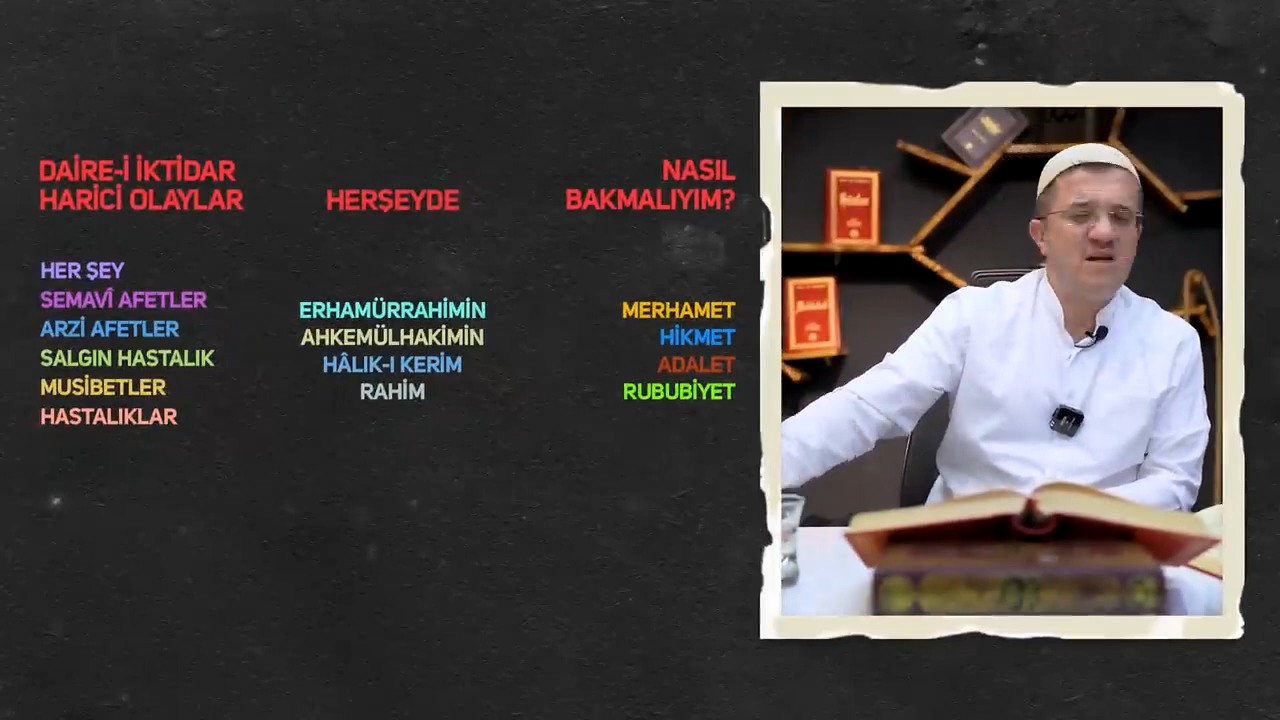 DAİRE-İ İKTİDAR
HARİCİ OLAYLAR
HER ŞEY
SEMAVÎ AFETLER
ARZİ AFETLER
SALGIN HASTALIK
MUSİBETLER
HASTALIKLAR
HERŞEYDE
ERHAMÜRRAHİMİN
AHKEMÜLHAKİMİN
HÂLIK-I KERİM
RAHİM
NASIL
BAKMALIYIM?
MERHAMET
HİKMET
ADALET
RUBUBİYET